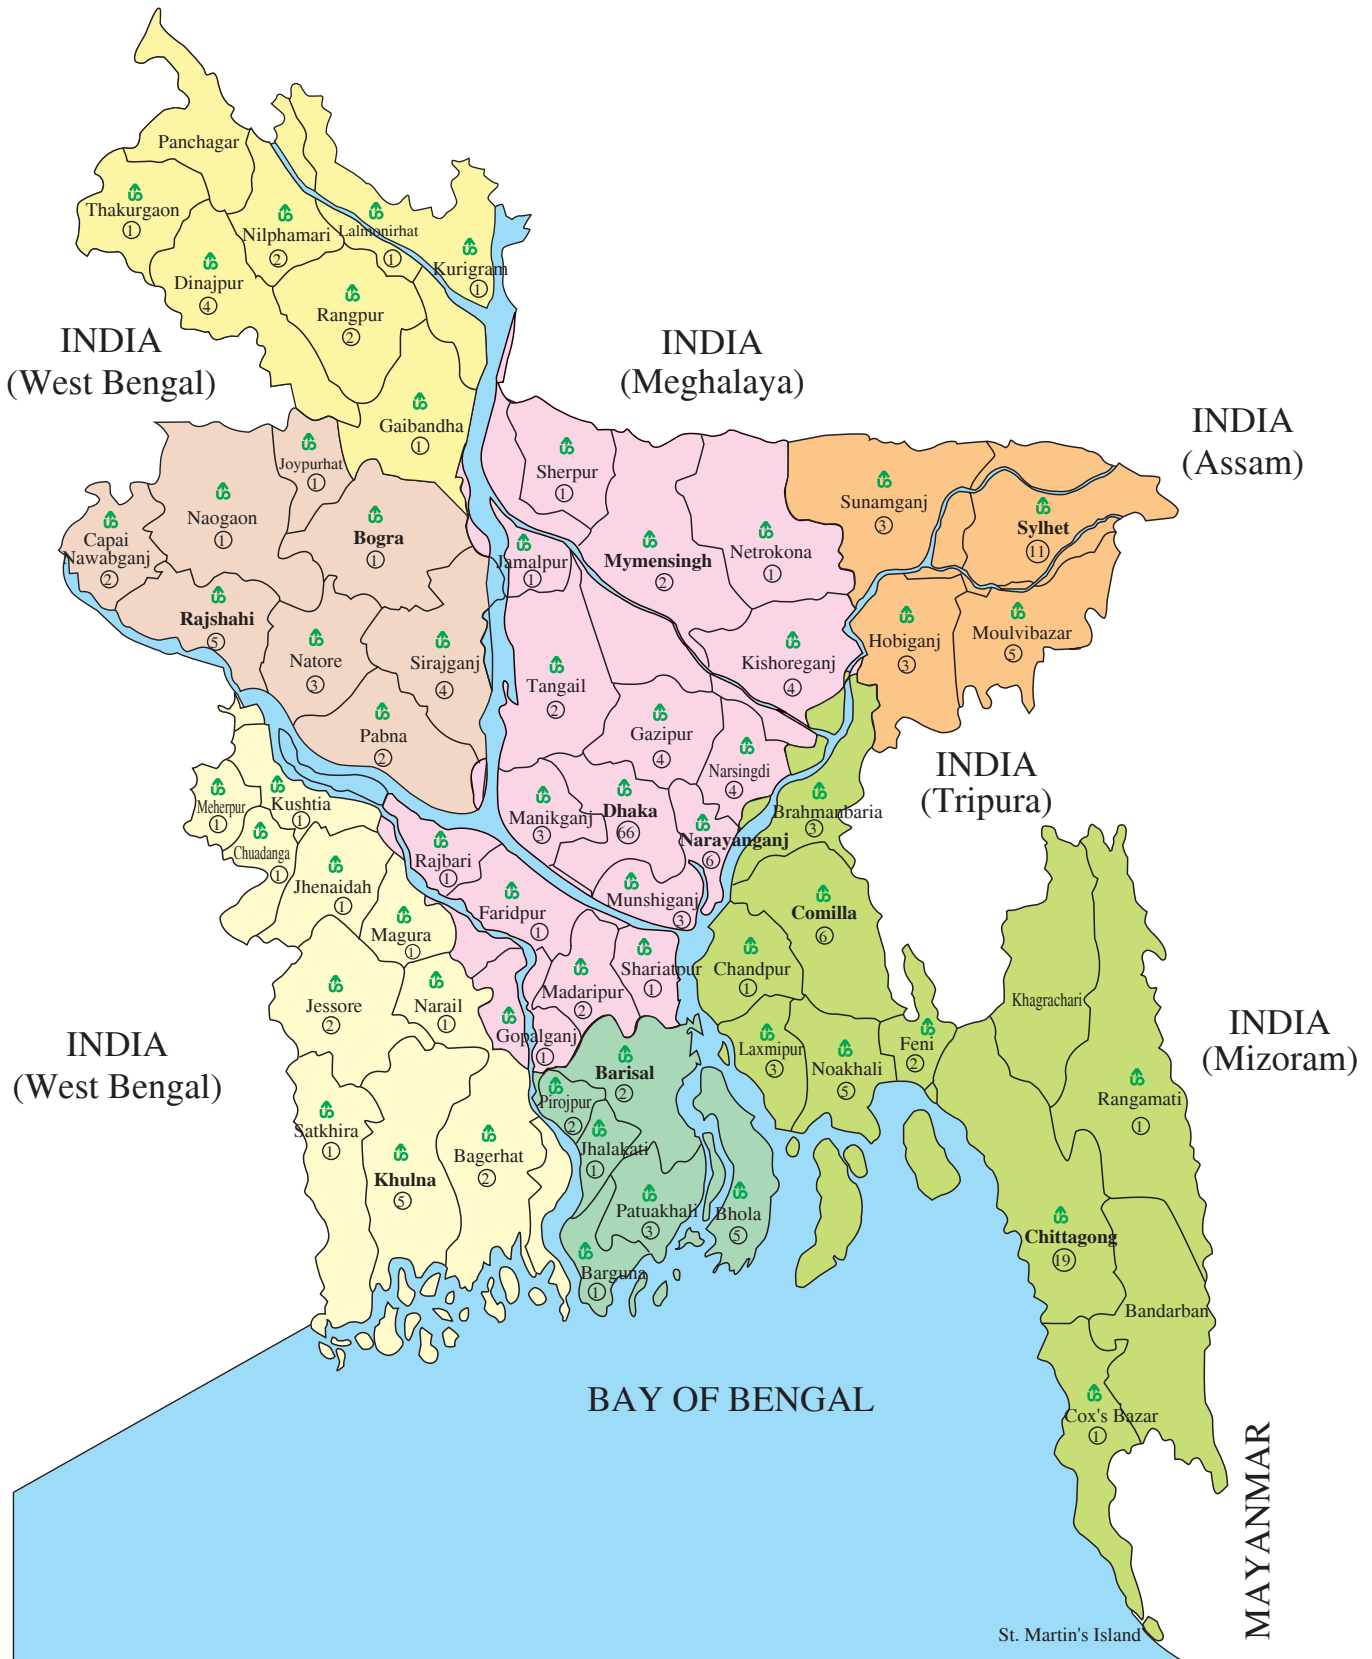 Panchagar
Thakurgaon
1
Nilphamari
2
Lalmonirhat
1
Kurigram
1
Dinajpur
4
Rangpur
2
Gaibandha
1
INDIA
(West Bengal)
INDIA
(Meghalaya)
INDIA
(Assam)
Joypurhat
1
Naogaon
1
Capai
Nawabganj
2
Bogra
1
Rajshahi
5
Natore
3
Sirajganj
4
Pabna
2
Sherpur
1
Jamalpur
1
Mymensingh
2
Netrokona
1
Kishoreganj
4
Tangail
2
Gazipur
4
Narsingdi
4
Manikganj
3
Dhaka
66
Narayanganj
6
Munshiganj
3
Rajbari
1
Faridpur
1
Madaripur
2
Shariatpur
1
Gopalganj
1
Sunamganj
3
Sylhet
11
Hobiganj
3
Moulvibazar
5
INDIA
(Tripura)
Meherpur
1
Kushtia
1
Chuadanga
1
Jhenaidah
1
Magura
1
Jessore
2
Narail
1
Satkhira
1
Khulna
5
Bagerhat
2
INDIA
(West Bengal)
Barisal
2
Pirojpur
2
Jhalakati
1
Patuakhali
3
Barguna
1
Bhola
5
Brahmanbaria
3
Comilla
6
Chandpur
1
Laxmipur
3
Noakhali
5
Feni
2
Khagrachari
Rangamati
1
Chittagong
19
Bandarban
Cox's Bazar
1
INDIA
(Mizoram)
BAY OF BENGAL
MAYANMAR
St. Martin's Island